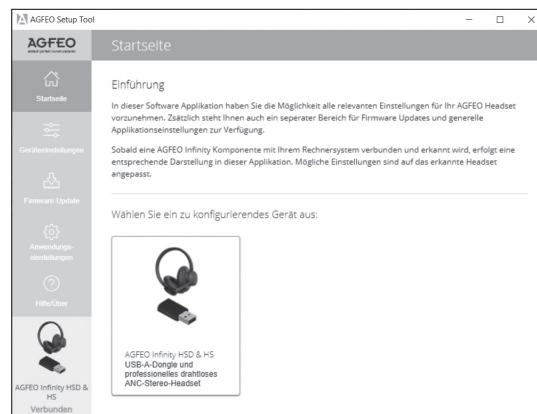 AGFEO Setup Tool
AGFEO
Startseite
Startseite
Geräteeinstellungen
Firmware-Update
Anwendungs-
einstellungen
Hilfe/Über
AGFEO Infinity HSD &
HS
Verbunden
Einführung
In dieser Software Applikation haben Sie die Möglichkeit alle relevanten Einstellungen für Ihr AGFEO Headset
vorzunehmen. Zsätzlich steht Ihnen auch ein seperater Bereich für Firmware Updates und generelle
Applikationseinstellungen zur Verfügung.
Sobald eine AGFEO Infinity Komponente mit Ihrem Rechnersystem verbunden und erkannt wird, erfolgt eine
entsprechende Darstellung in dieser Application. Mögliche Einstellungen sind auf das erkannte Headset
angepasst.
Wählen Sie ein zu konfigurierendes Gerät aus:
AGFEO Infinity HSD & HS
USB-A-Dongle und
professionelles drahtloses
ANC-Stereo-Headset